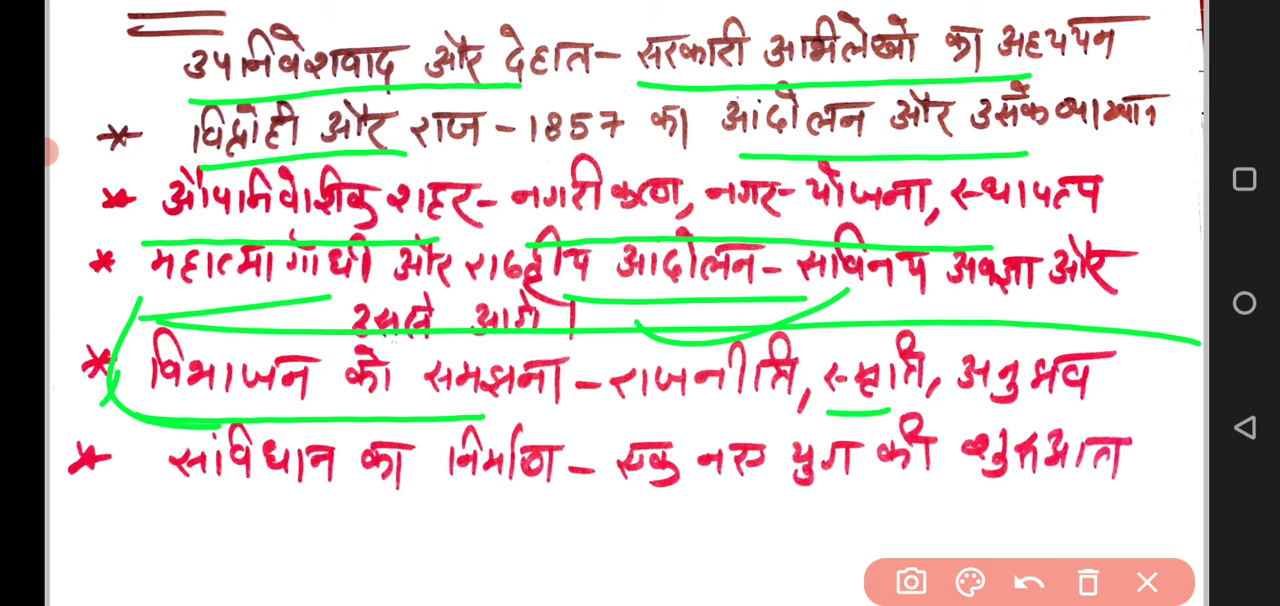 उपनिवेशवाद और देहात- सरकारी अभिलेखों का अध्ययन
* विद्रोही और राज - 1857 का आंदोलन और उसके व्याख्यान
* औपनिवेशिक शहर- नगरीकरण, नगर- योजना, स्थापत्य
* महात्मा गांधी और राष्ट्रीय आंदोलन- सविनय अवज्ञा और
उससे आगे।
* विभाजन को समझना - राजनीति, स्मृति, अनुभव
* संविधान का निर्माण - एक नए युग की शुरुआत